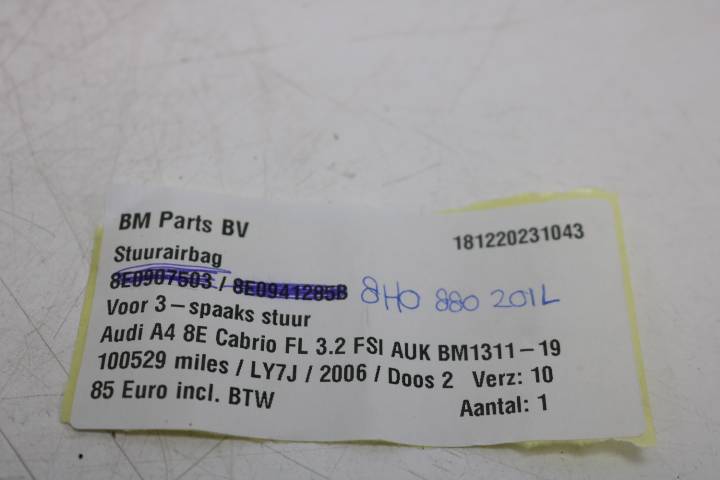 BM Parts BV
181220231043
Stuurairbag
8E0907503 / 8E0941285B 8H0 880 201L
Voor 3-spaaks stuur
Audi A4 8E Cabrio FL 3.2 FSI AUK BM1311-19
100529 miles / LY7J / 2006 / Doos 2 Verz: 10
85 Euro incl. BTW Aantal: 1